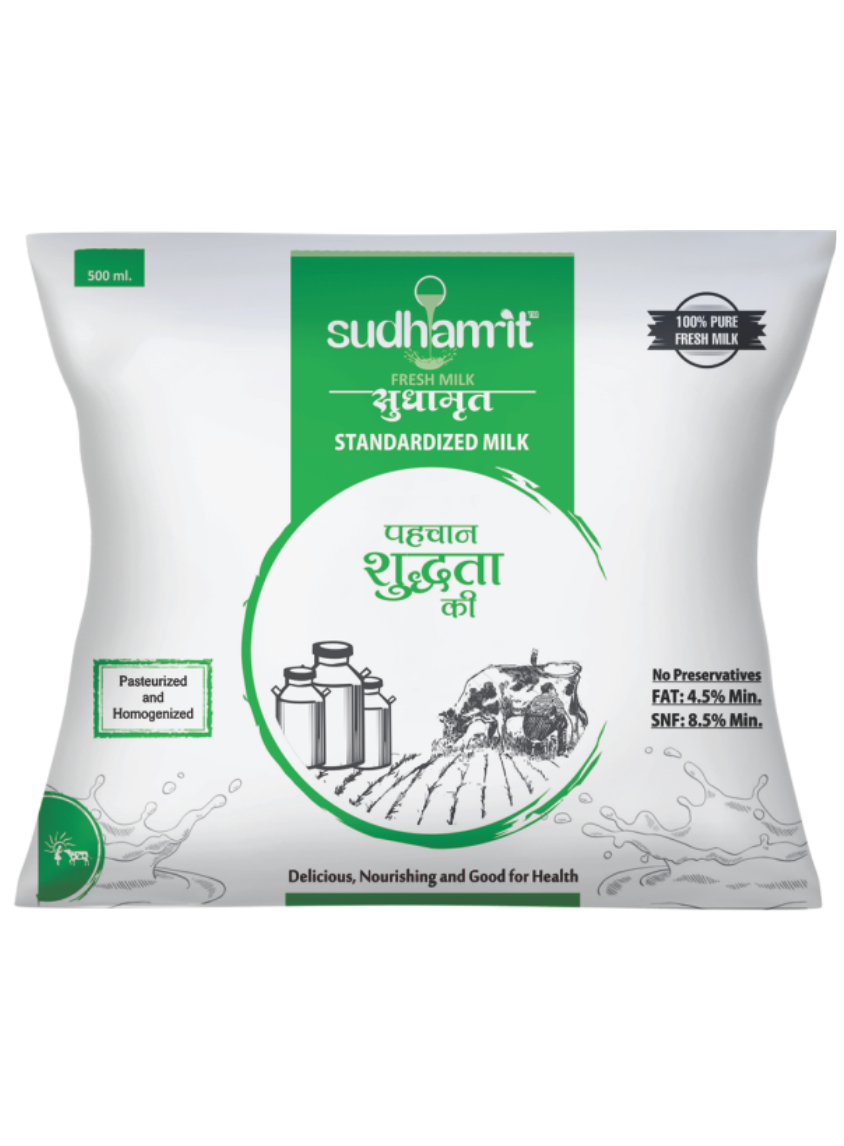 500 ml.
sudhamrit
FRESH MILK
सुधामृत
STANDARDIZED MILK
100% PURE
FRESH MILK
पहचान
शुद्धता
की
Pasteurized
and
Homogenized
No Preservatives
FAT: 4.5% Min.
SNF: 8.5% Min.
Delicious, Nourishing and Good for Health